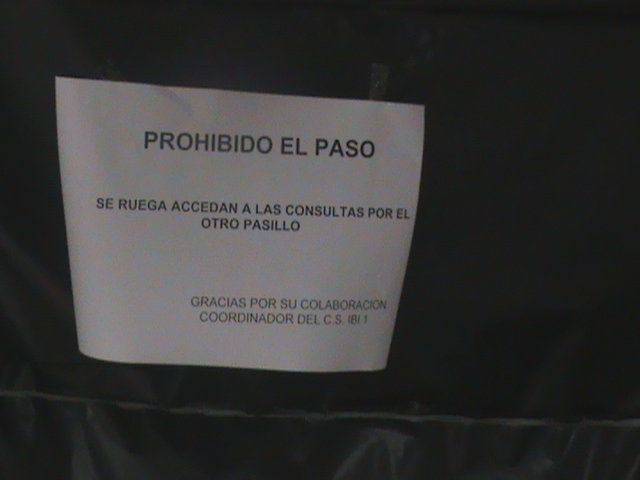 PROHIBIDO EL PASO
SE RUEGA ACCEDAN A LAS CONSULTAS POR EL
OTRO PASILLO
GRACIAS POR SU COLABORACION
COORDINADOR DEL C.S. IBI 1